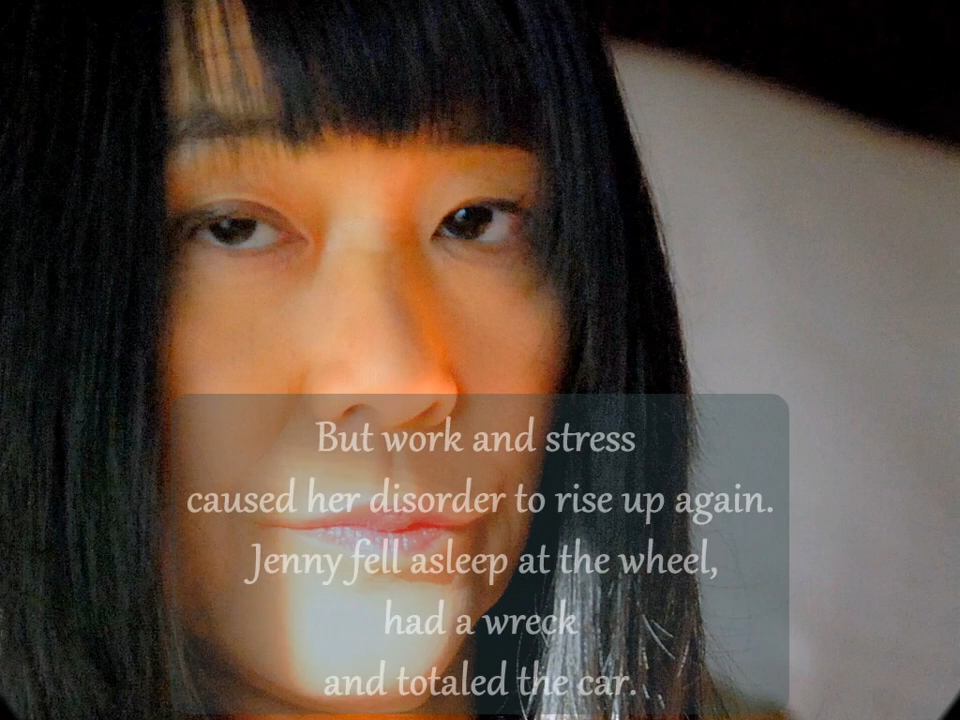 But work and stress
caused her disorder to rise up again.
Jenny fell asleep at the wheel,
had a wreck
and totaled the car.